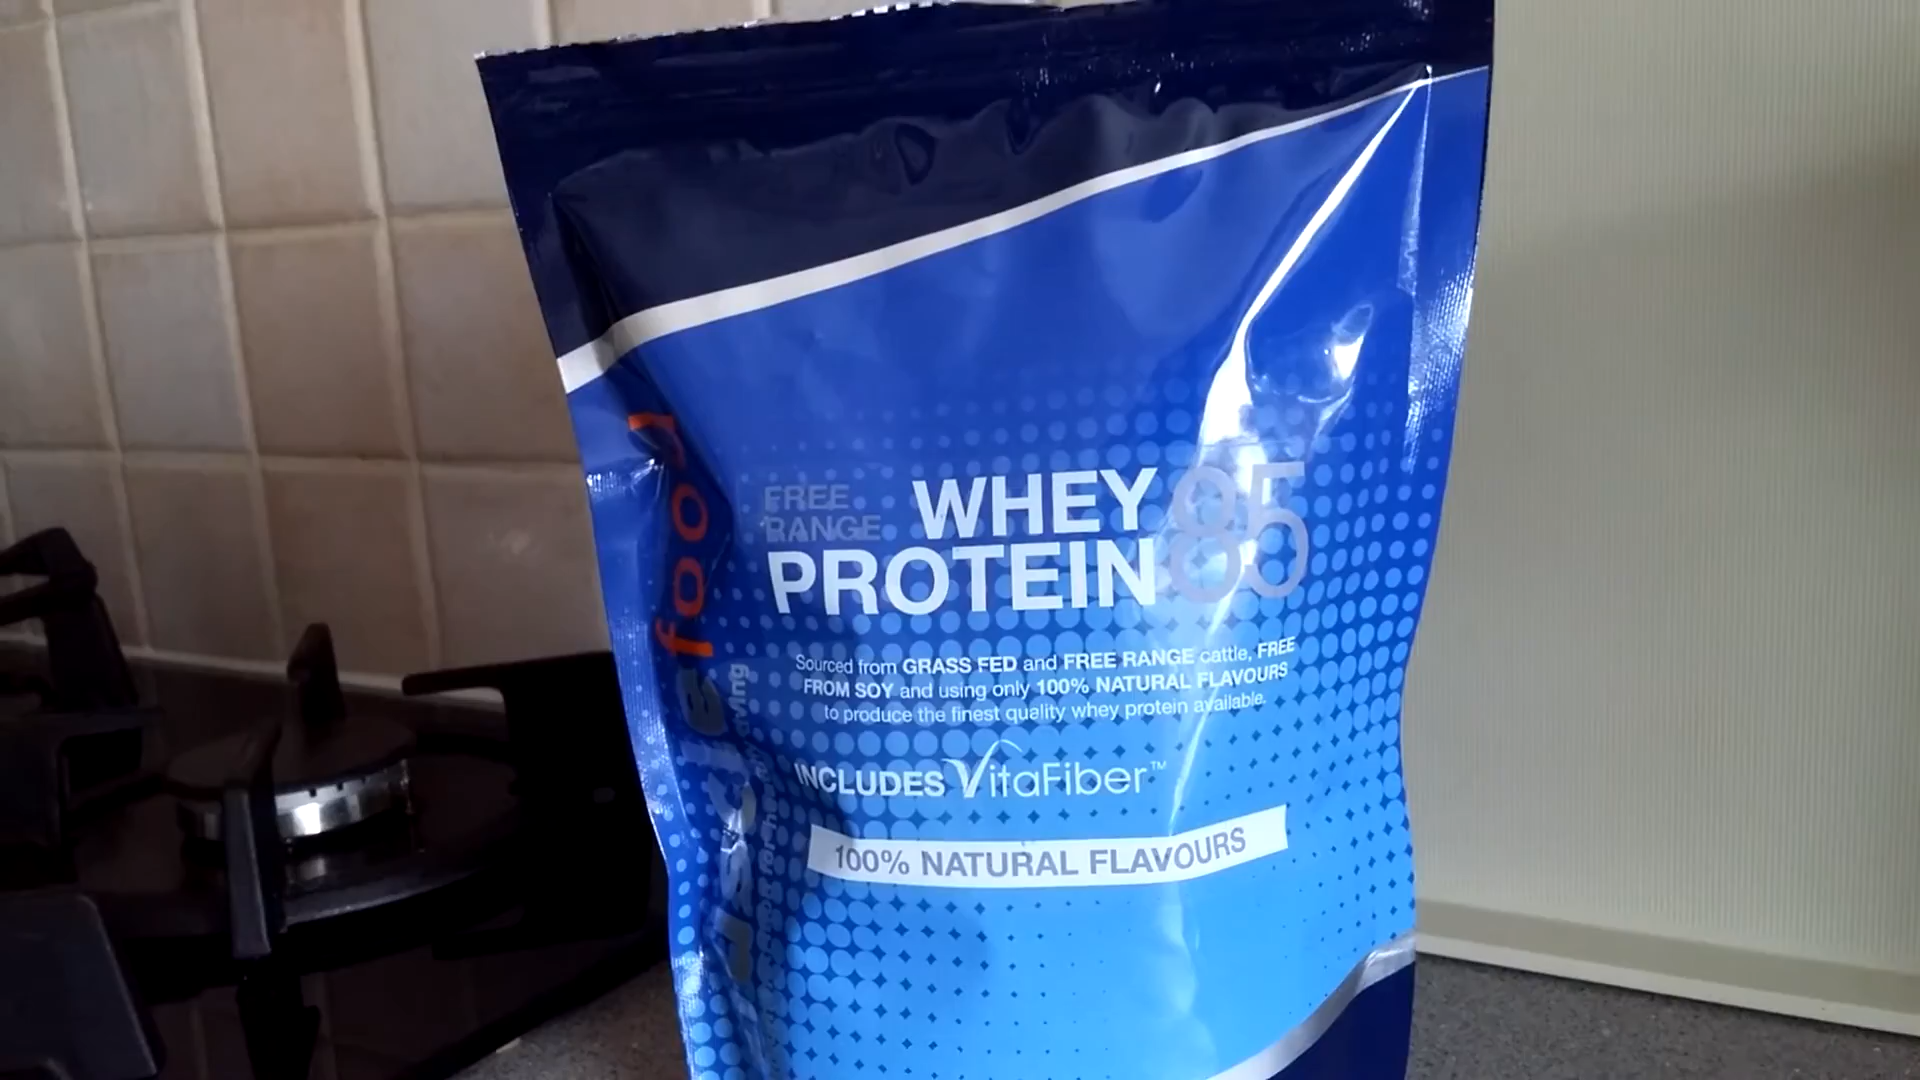 FREE
RANGE
WHEY
PROTEIN
85
Sourced from GRASS FED and FREE RANGE cattle, FREE
FROM SOY and using only 100% NATURAL FLAVOURS
to produce the finest quality whey protein available.
INCLUDES VitaFiber™
100% NATURAL FLAVOURS
food